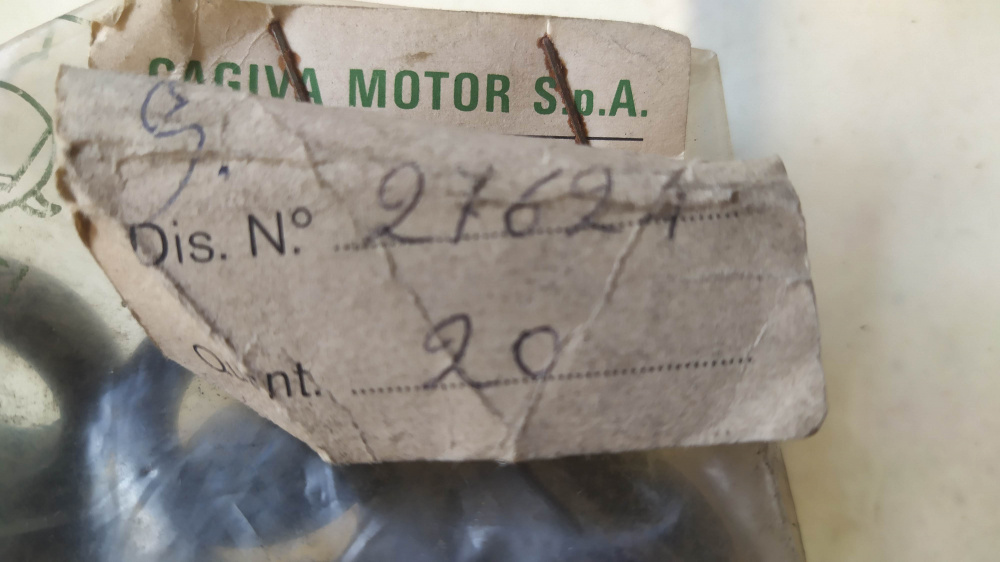 CAGIVA MOTOR S.p.A.
Dis. N.° 27624
Quant. 20